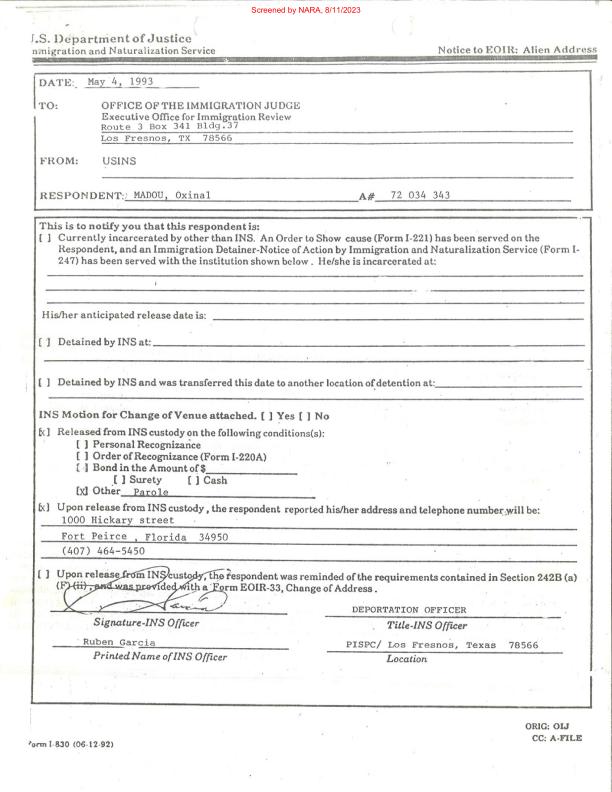 Screened by NARA, 8/11/2023
U.S. Department of Justice
Immigration and Naturalization Service Notice to EOIR: Alien Address
DATE: May 4, 1993
TO: OFFICE OF THE IMMIGRATION JUDGE
Executive Office for Immigration Review
Route 3 Box 341 Bldg.37
Los Fresnos, TX 78566
FROM: USINS
RESPONDENT: MADOU, Oxinal A# 72 034 343
This is to notify you that this respondent is:
[ ] Currently incarcerated by other than INS. An Order to Show cause (Form I-221) has been served on the
Respondent, and an Immigration Detainer-Notice of Action by Immigration and Naturalization Service (Form I-
247) has been served with the institution shown below. He/she is incarcerated at:
His/her anticipated release date is:
[ ] Detained by INS at:
[ ] Detained by INS and was transferred this date to another location of detention at:
INS Motion for Change of Venue attached. [ ] Yes [ ] No
[x] Released from INS custody on the following conditions(s):
[ ] Personal Recognizance
[ ] Order of Recognizance (Form I-220A)
[ ] Bond in the Amount of $
[ ] Surety [ ] Cash
[X] Other Parole
[x] Upon release from INS custody, the respondent reported his/her address and telephone number will be:
1000 Hickary street
Fort Peirce , Florida 34950
(407) 464-5450
[ ] Upon release from INS custody, the respondent was reminded of the requirements contained in Section 242B (a)
(F) (ii), and was provided with a Form EOIR-33, Change of Address.
DEPORTATION OFFICER
Signature-INS Officer Title-INS Officer
Ruben Garcia PISPC/ Los Fresnos, Texas 78566
Printed Name of INS Officer Location
ORIG: OIJ
CC: A-FILE
Form I-830 (06-12-92)